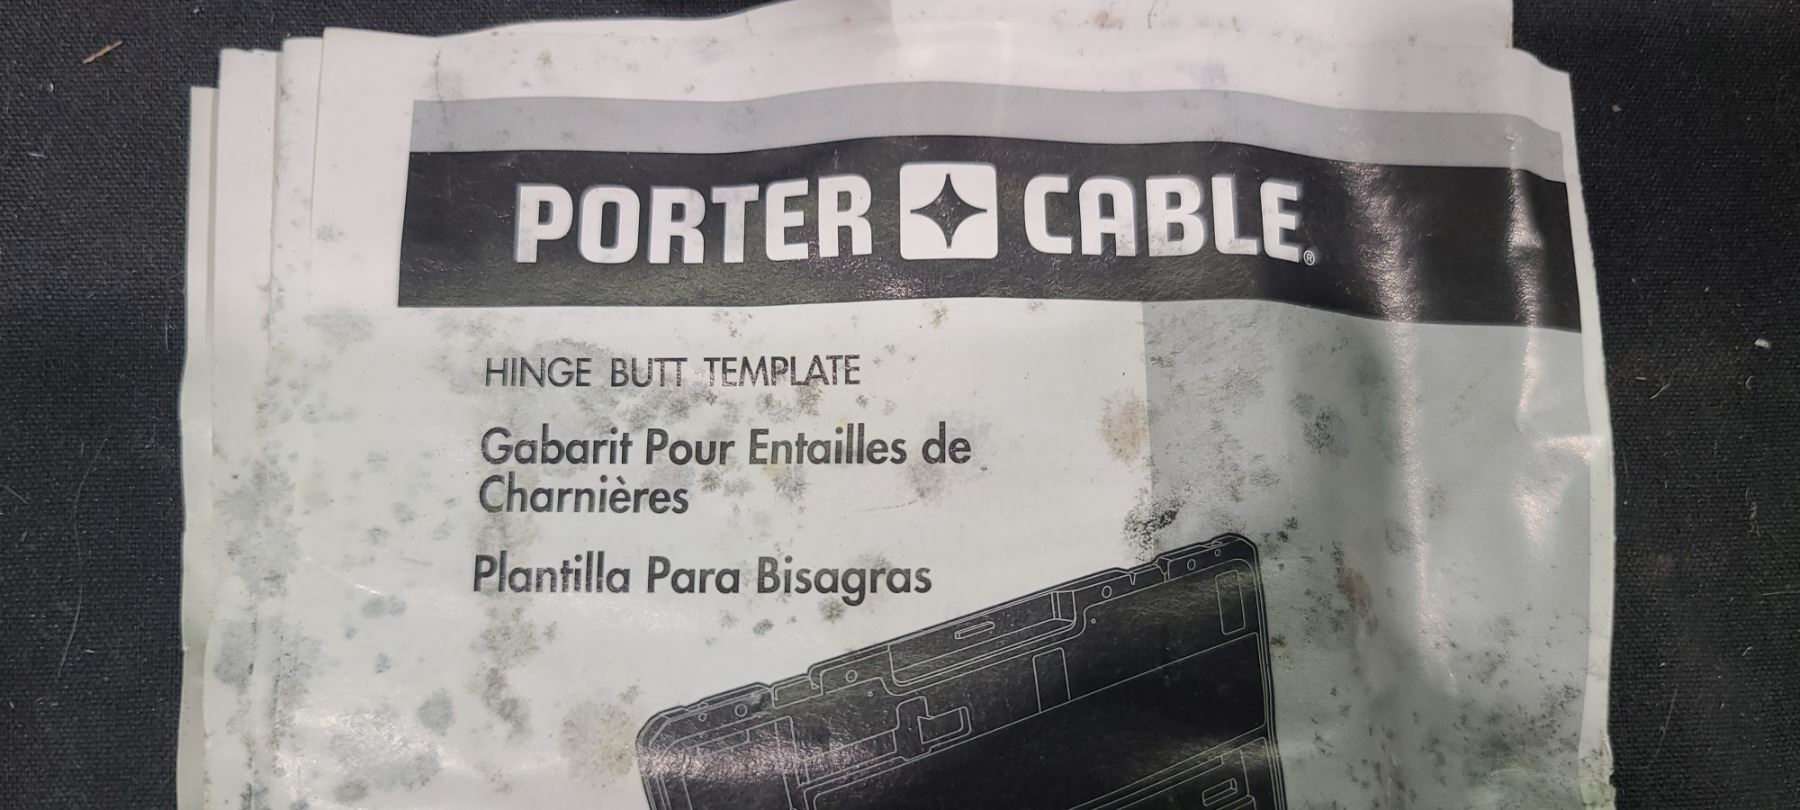 PORTER CABLE®
HINGE BUTT TEMPLATE
Gabarit Pour Entailles de
Charnières
Plantilla Para Bisagras